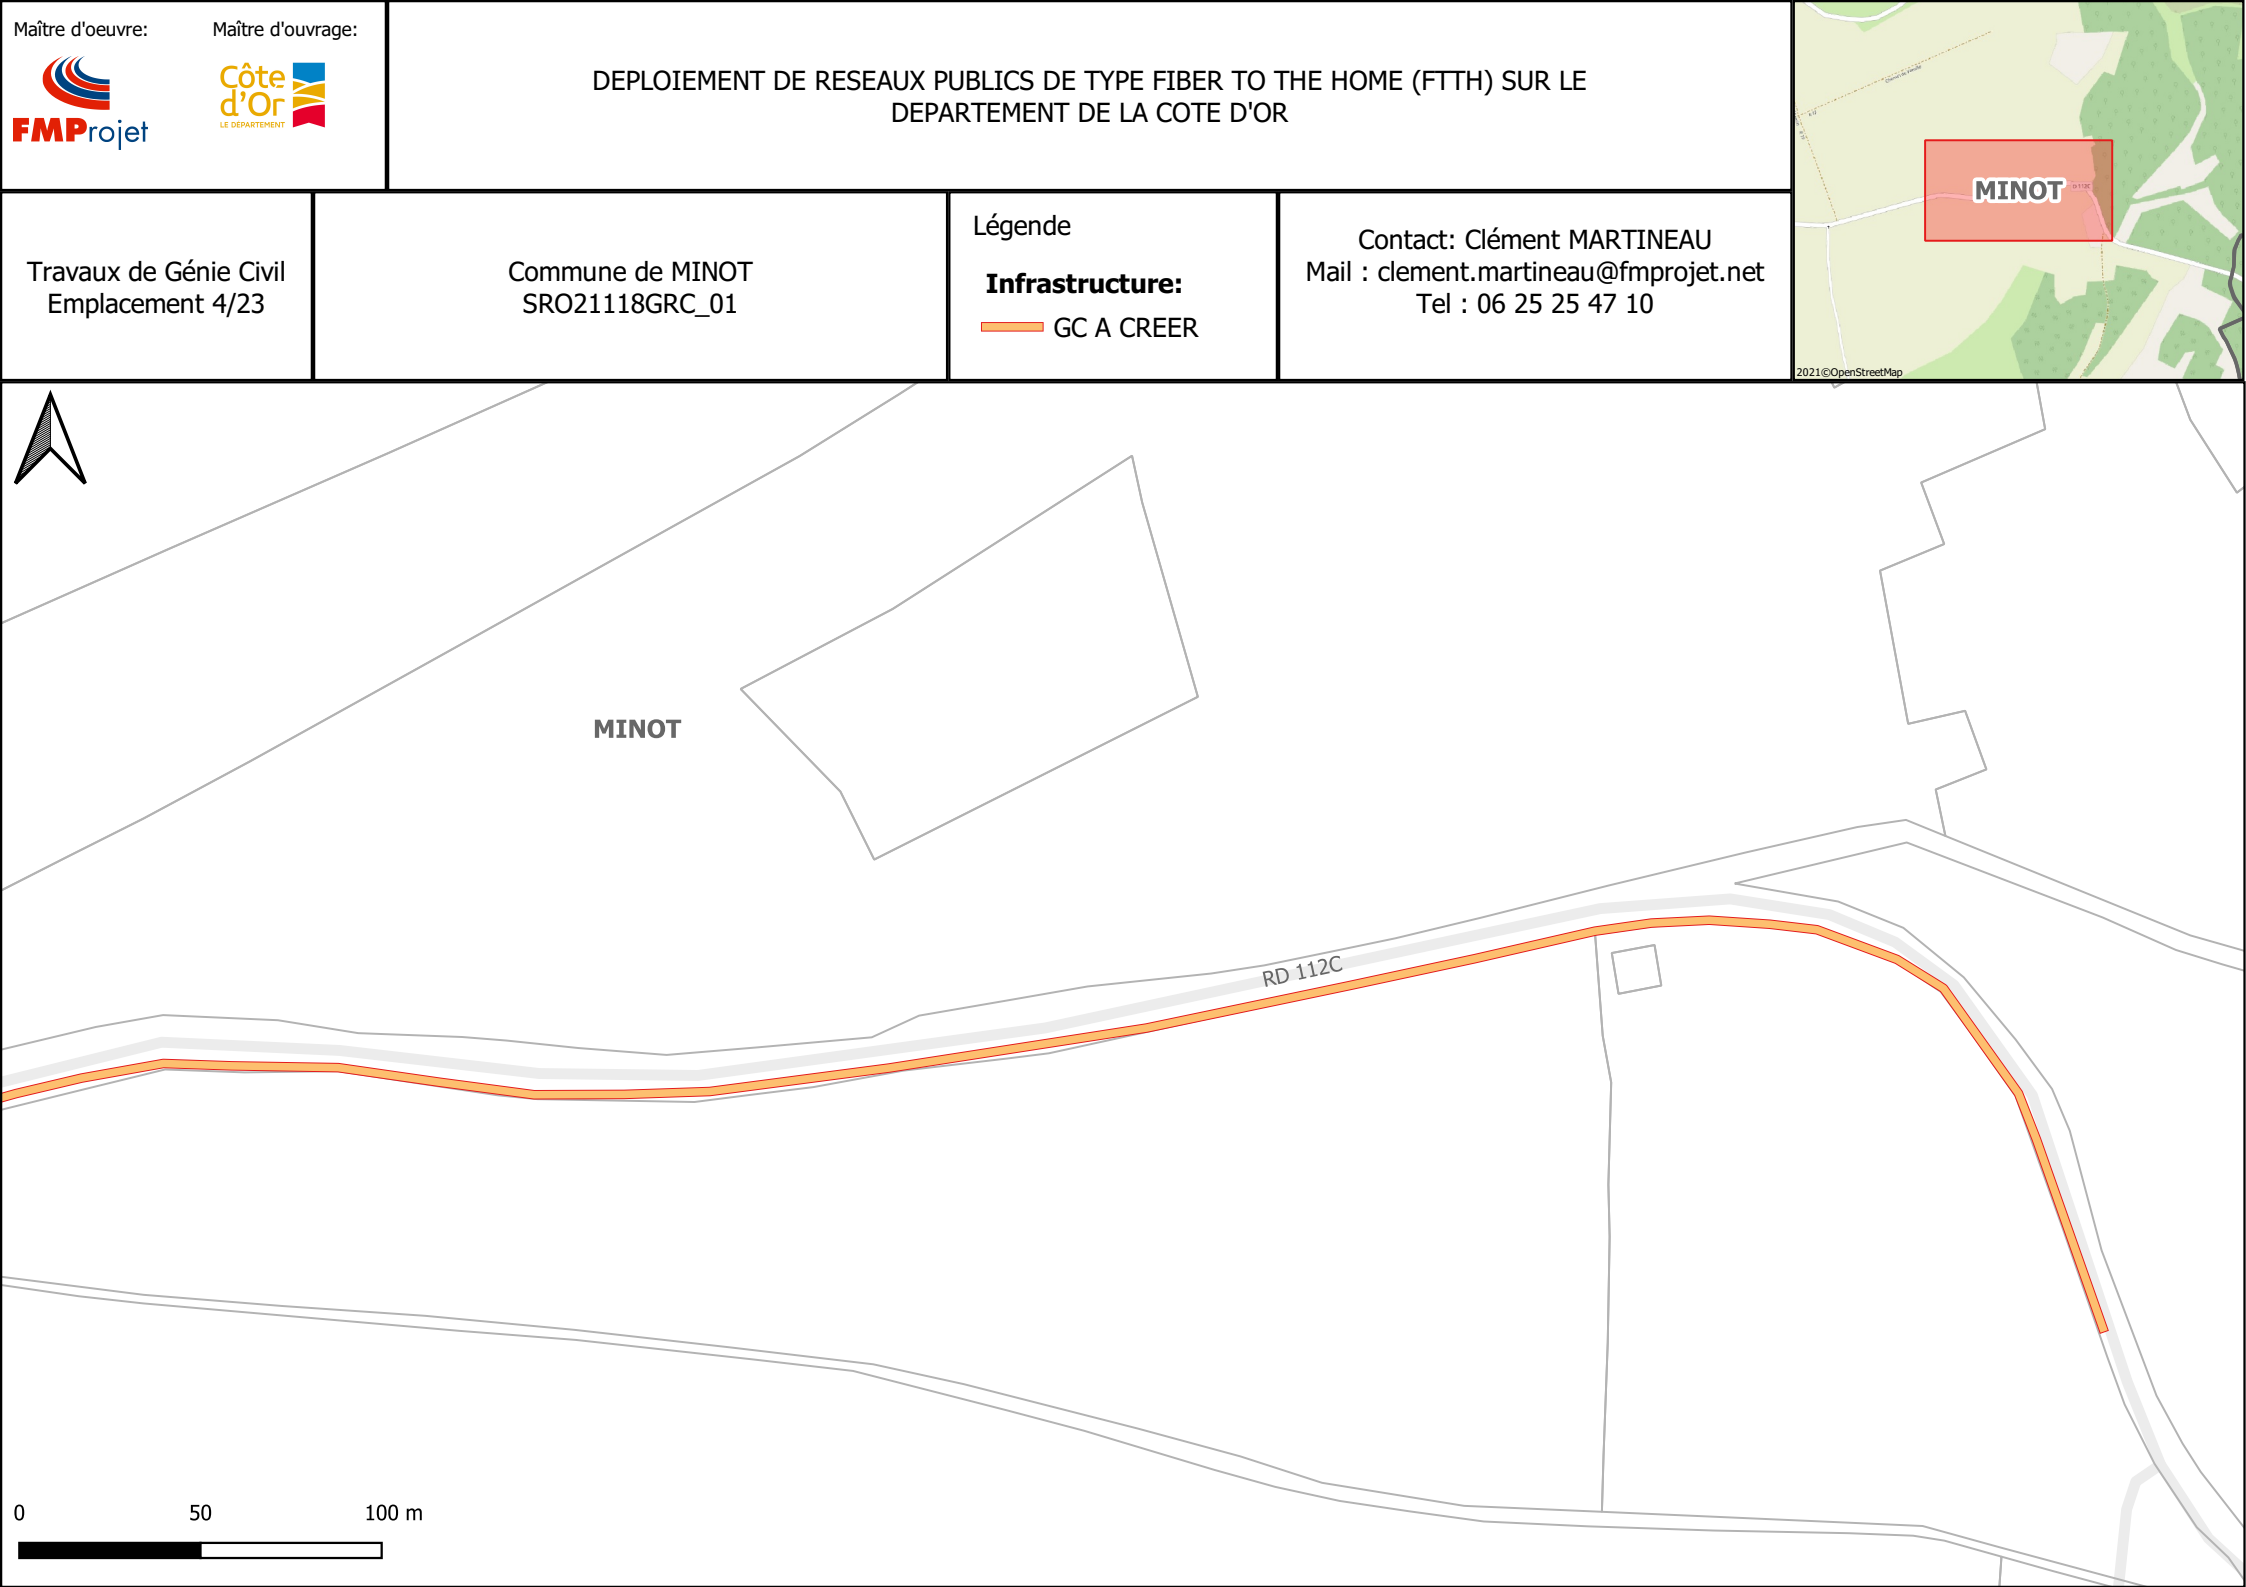 Maître d'oeuvre:
Maître d'ouvrage:
FMProjet
Côte
d'Or
LE DÉPARTEMENT
DEPLOIEMENT DE RESEAUX PUBLICS DE TYPE FIBER TO THE HOME (FTTH) SUR LE
DEPARTEMENT DE LA COTE D'OR
Travaux de Génie Civil
Emplacement 4/23
Commune de MINOT
SRO21118GRC_01
Légende
Infrastructure:
GC A CREER
Contact: Clément MARTINEAU
Mail : clement.martineau@fmprojet.net
Tel : 06 25 25 47 10
MINOT
D 112C
2021©OpenStreetMap
MINOT
RD 112C
0 50 100 m